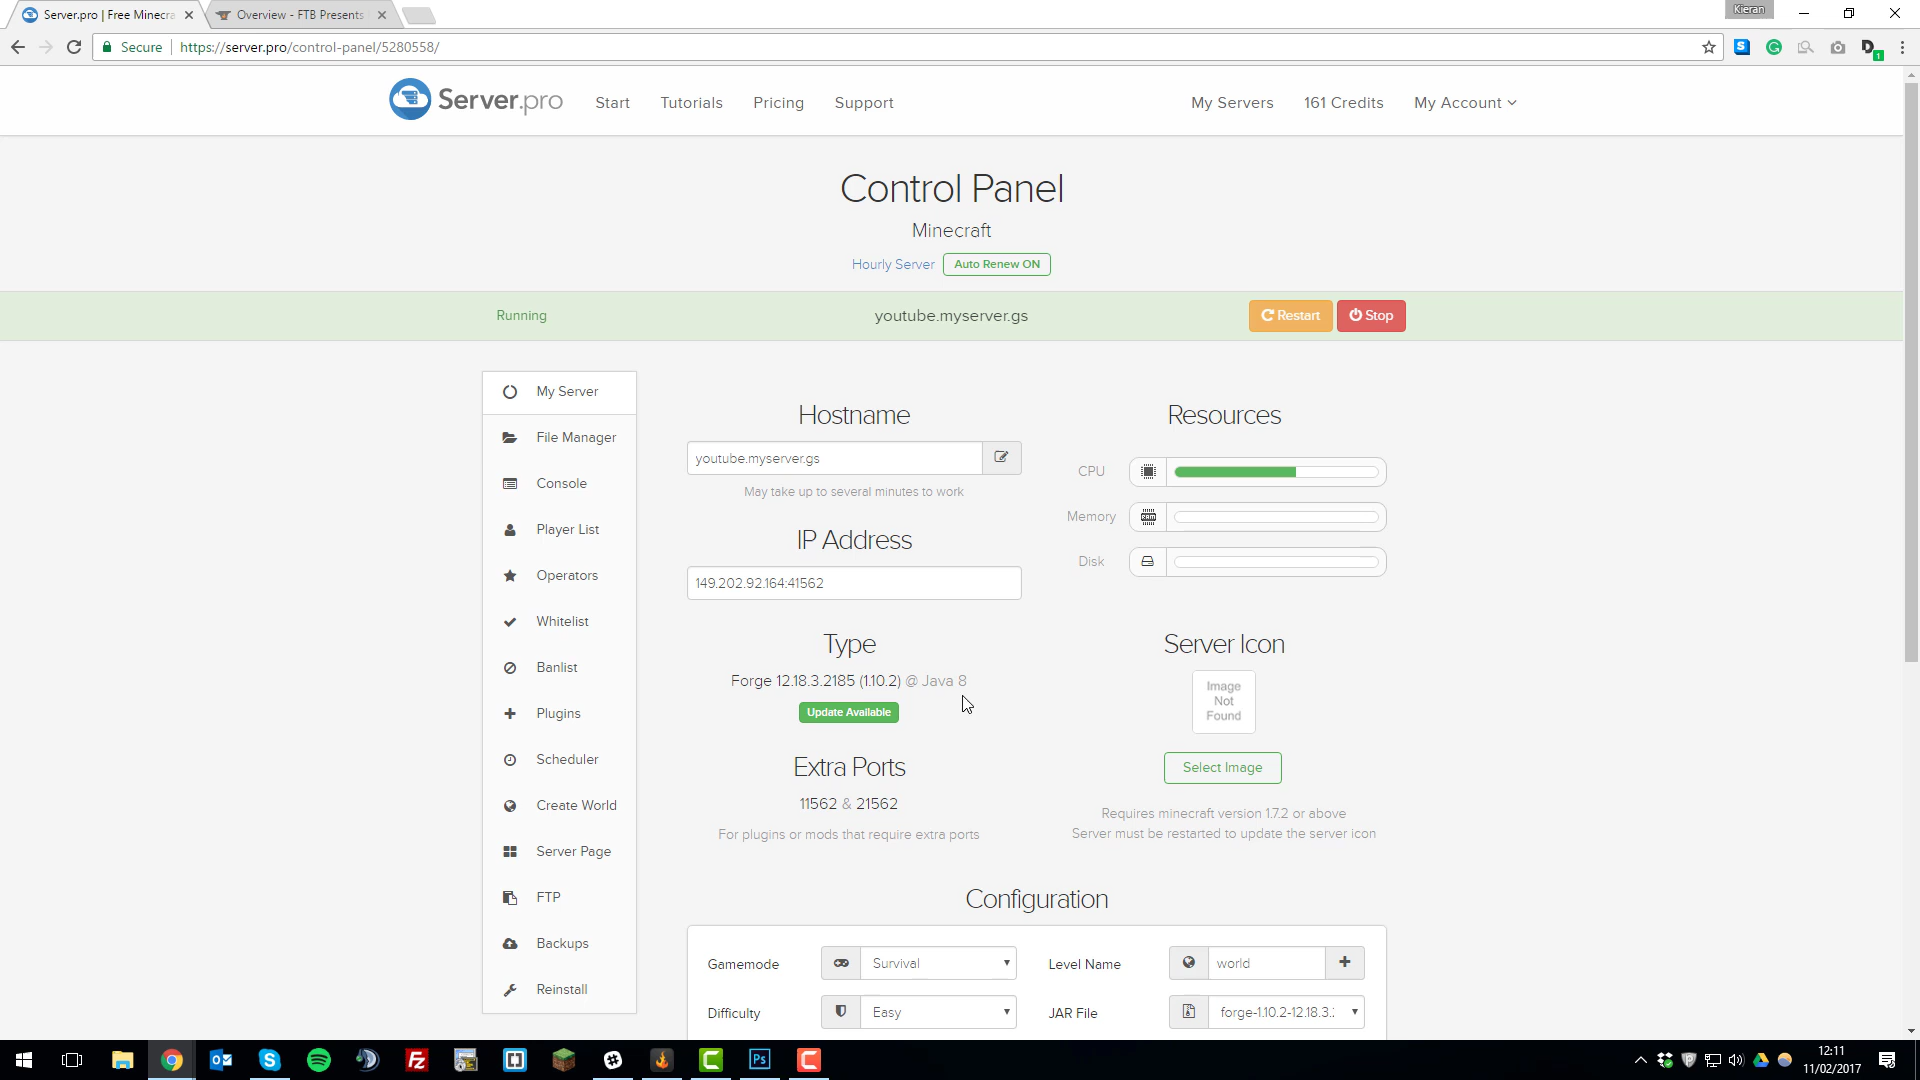 Server.pro | Free Minecra
Overview - FTB Presents
Kieran
Secure
https://server.pro/control-panel/5280558/
Server.pro
Start
Tutorials
Pricing
Support
My Servers
161 Credits
My Account
Control Panel
Minecraft
Hourly Server
Auto Renew ON
Running
youtube.myserver.gs
Restart
Stop
My Server
File Manager
Console
Player List
Operators
Whitelist
Banlist
Plugins
Scheduler
Create World
Server Page
FTP
Backups
Reinstall
Hostname
youtube.myserver.gs
May take up to several minutes to work
IP Address
149.202.92.164:41562
Type
Forge 12.18.3.2185 (1.10.2) @ Java 8
Update Available
Extra Ports
11562 & 21562
For plugins or mods that require extra ports
Resources
CPU
Memory
Disk
Server Icon
Image
Not
Found
Select Image
Requires minecraft version 1.7.2 or above
Server must be restarted to update the server icon
Configuration
Gamemode
Survival
Level Name
world
Difficulty
Easy
JAR File
forge-1.10.2-12.18.3.
12:11
11/02/2017